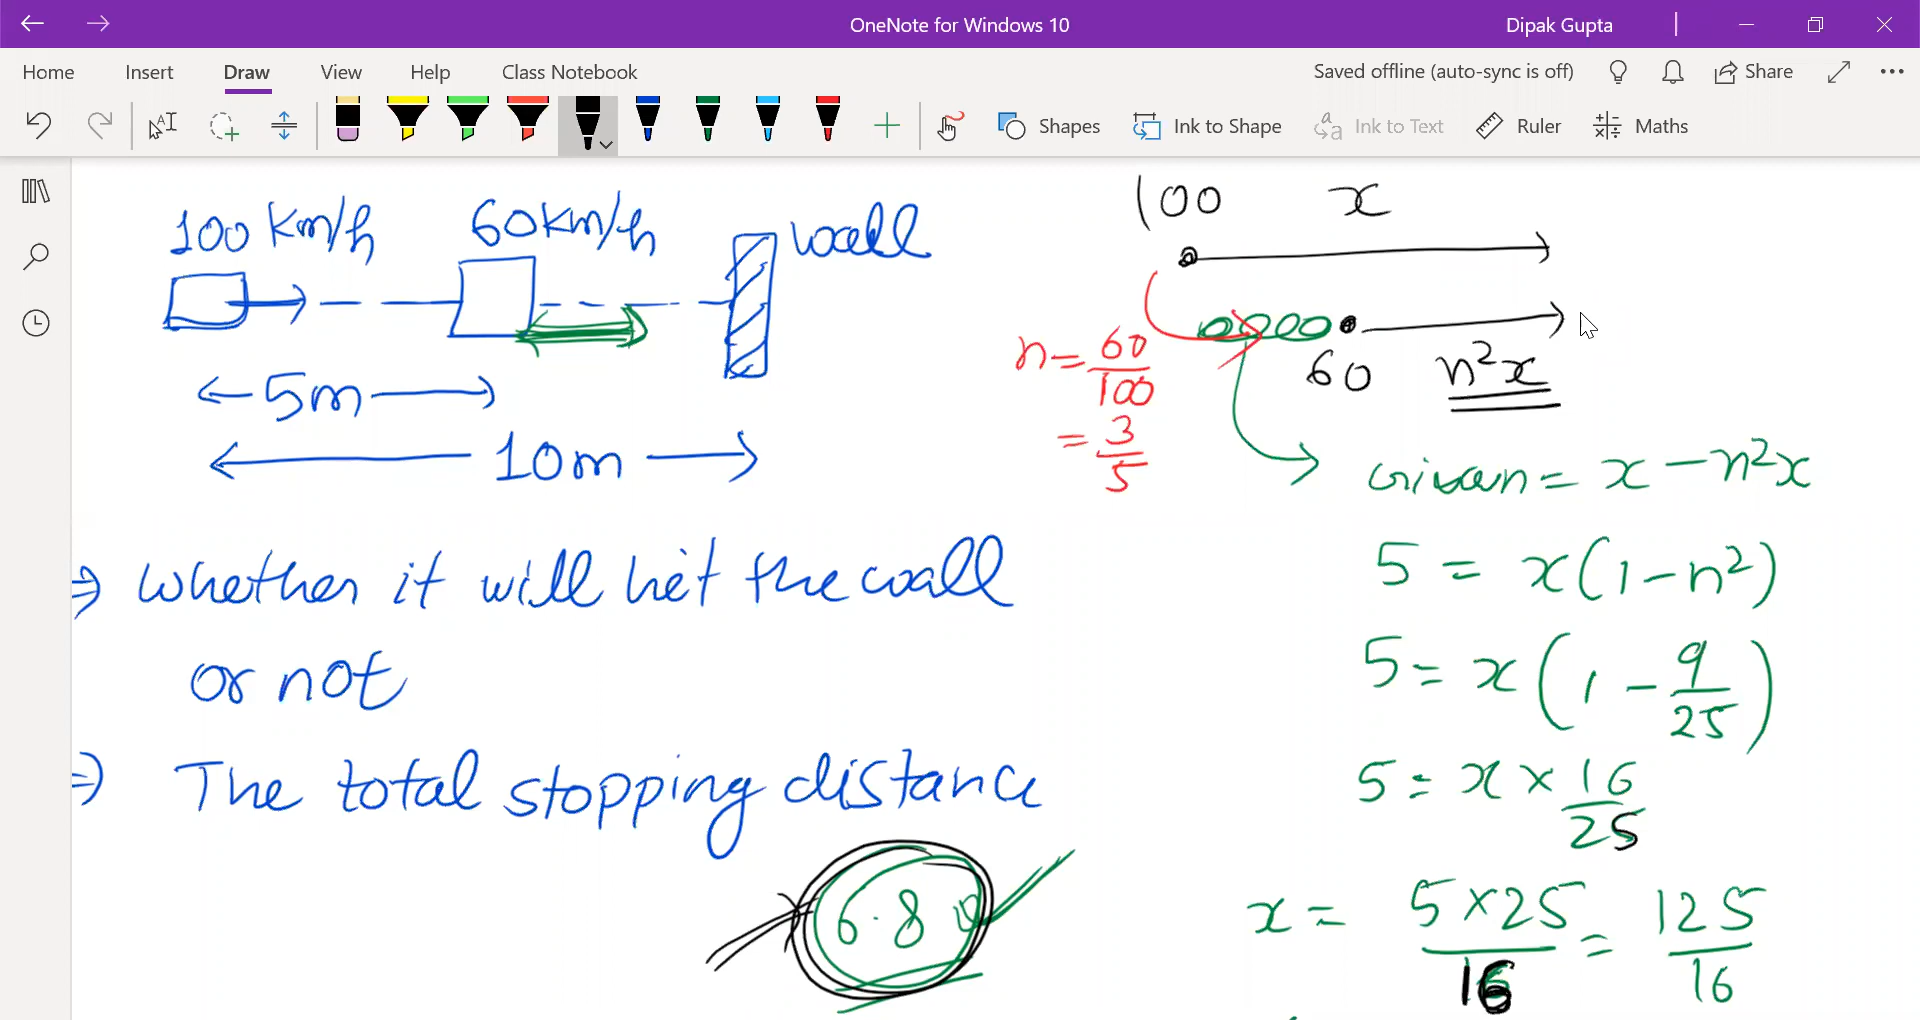 OneNote for Windows 10
Dipak Gupta
Home Insert Draw View Help Class Notebook
Saved offline (auto-sync is off) Share
Shapes Ink to Shape Ink to Text Ruler Maths
100 Km/h 60km/h wall
5m
10m
⇒ whether it will hit the wall
or not
⇒ The total stopping distance
6.8
100 x
60 n²x
n = 60/100
= 3/5
= x - n²x
5 = x(1-n²)
5 = x(1 - 9/25)
5 = x × 16/25
x = 5×25/16 = 125/16